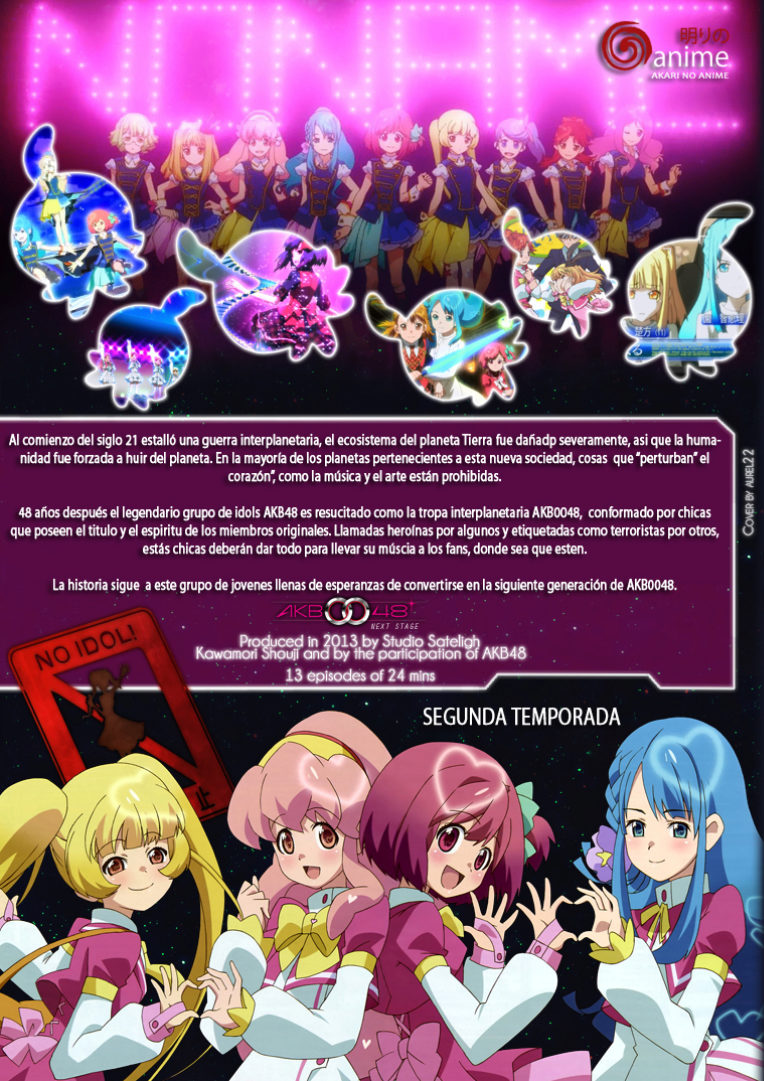 NO NAME
明りの
anime
AKARI NO ANIME
楚方
Al comienzo del siglo 21 estalló una guerra interplanetaria, el ecosistema del planeta Tierra fue dañadp severamente, asi que la huma-
nidad fue forzada a huir del planeta. En la mayoría de los planetas pertenecientes a esta nueva sociedad, cosas que “perturban” el
corazón”, como la música y el arte están prohibidas.
48 años después el legendario grupo de idols AKB48 es resucitado como la tropa interplanetaria AKB0048, conformado por chicas
que poseen el titulo y el espiritu de los miembros originales. Llamadas heroínas por algunos y etiquetadas como terroristas por otros,
estás chicas deberán dar todo para llevar su múscia a los fans, donde sea que esten.
La historia sigue a este grupo de jovenes llenas de esperanzas de convertirse en la siguiente generación de AKB0048.
COVER BY AUREL22
AKB0048+
NEXT STAGE
Produced in 2013 by Studio Sateligh
Kawamori Shouji and by the participation of AKB48
13 episodes of 24 mins
NO IDOL!
止
SEGUNDA TEMPORADA